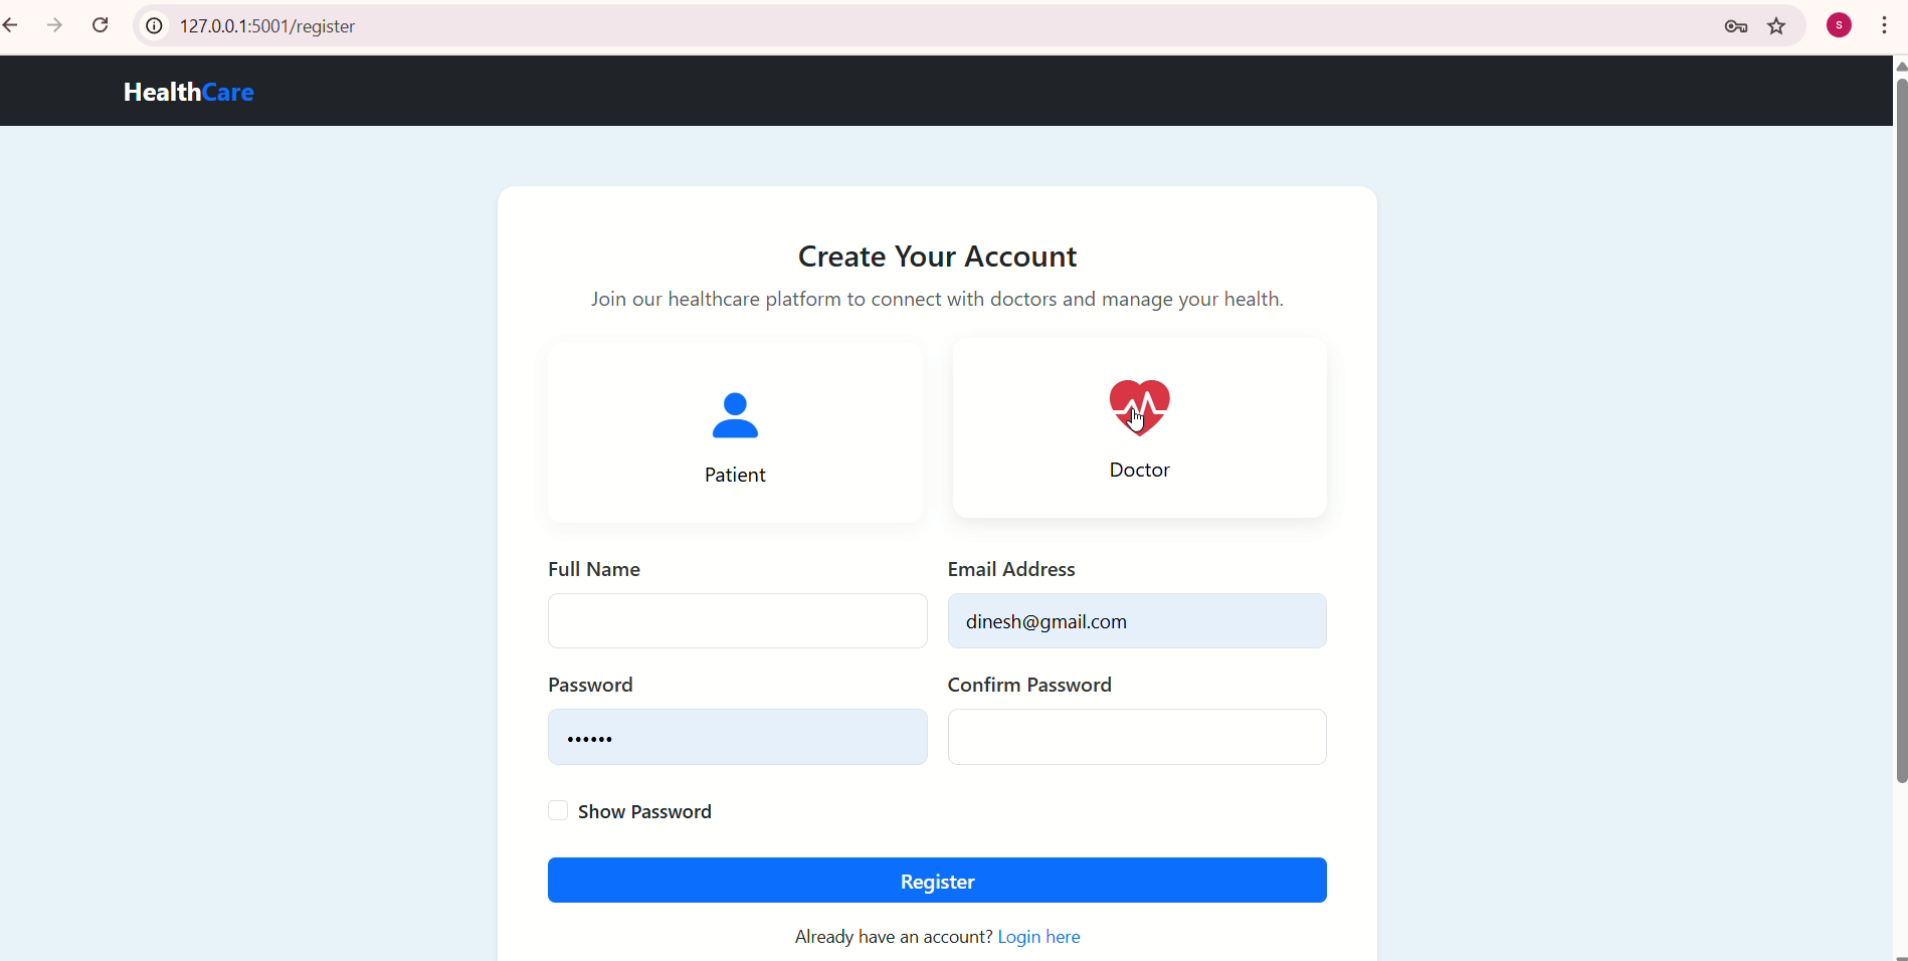 127.0.0.1:5001/register
S
HealthCare
Create Your Account
Join our healthcare platform to connect with doctors and manage your health.
Patient
Doctor
Full Name
Email Address
dinesh@gmail.com
Password
Confirm Password
••••••
Show Password
Register
Already have an account? Login here